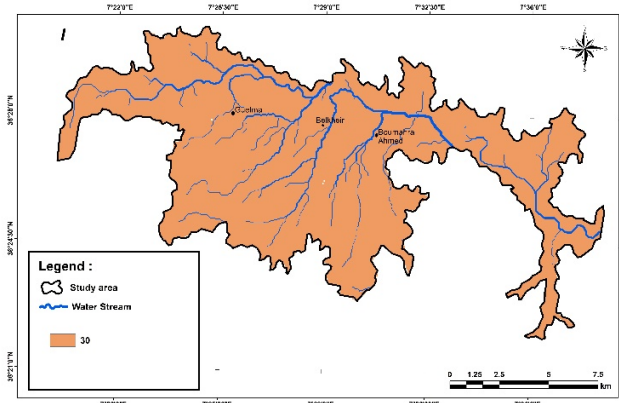 7°22'0"E 7°25'30"E 7°29'0"E 7°32'30"E 7°36'0"E
I
36°28'0"N
Guelma
Belkheir
Boumahra
Ahmed
36°24'30"N
Legend :
Study area
Water Stream
30
36°21'0"N
0 1.25 2.5 5 7.5
km